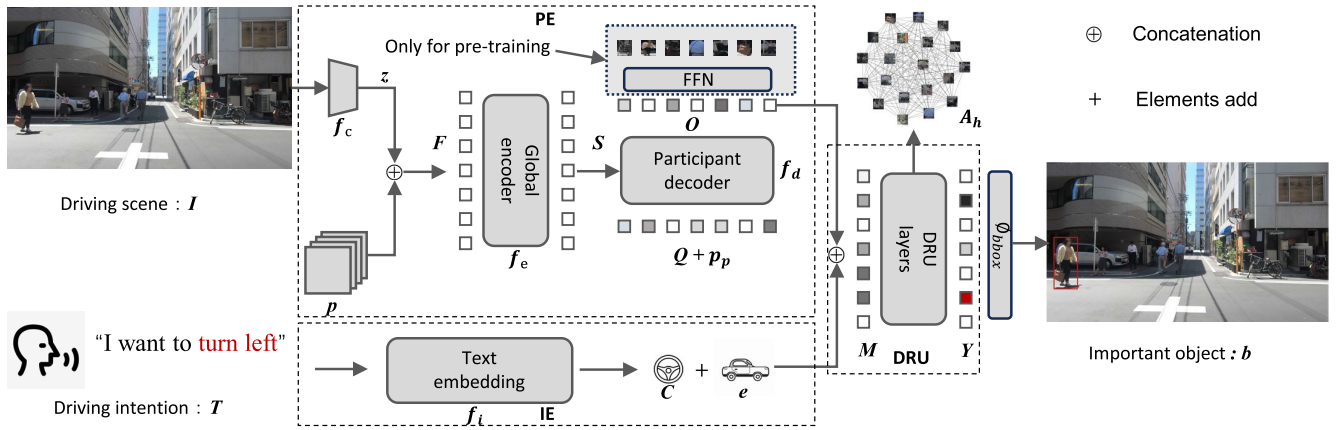 PE
Only for pre-training
FFN
z
f_c
F
Global encoder
f_e
S
O
Participant decoder
f_d
Q + p_p
p
Driving scene : I
"I want to turn left"
Driving intention : T
Text embedding
f_i
IE
C
+
e
A_h
M
DRU layers
Y
DRU
Ø_bbox
⊕ Concatenation
+ Elements add
Important object : b